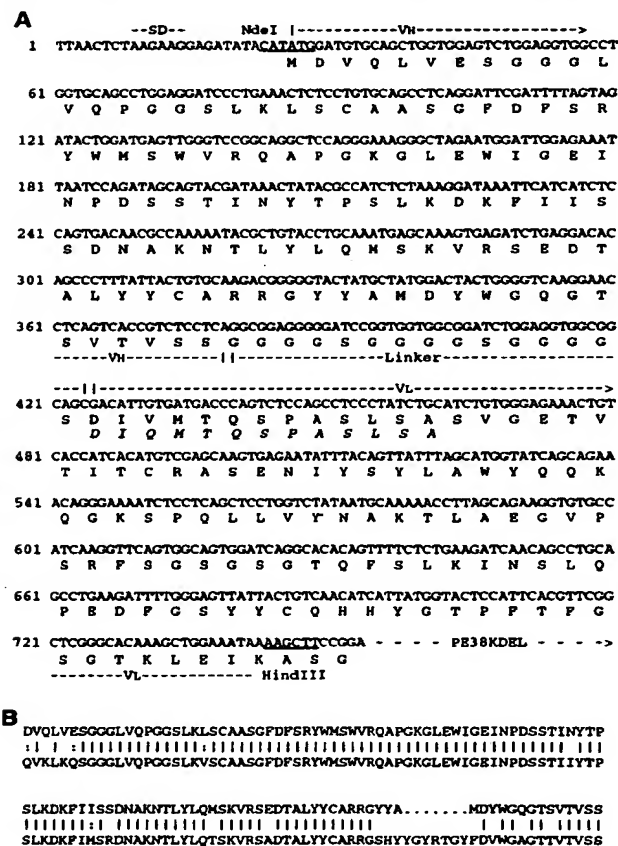 A
--SD-- NdeI |---------VH--------------->
1 TTAACTCTAAGAAGGAGATATACATATGGATGTGCAGCTGGTGGAGTCTGGAGGTGGCCT
M D V Q L V E S G G G L
61 GGTGCAGCCTGGAGGATCCCTGAAACTCTCCTGTGCAGCCTCAGGATTCGATTTTAGTAG
V Q P G G S L K L S C A A S G F D F S R
121 ATACTGGATGAGTTGGGTCCGGCAGGCTCCAGGGAAAGGGCTAGAATGGATTGGAGAAAT
Y W M S W V R Q A P G K G L E W I G E I
181 TAATCCAGATAGCAGTACGATAAACTATACGCCATCTCTAAAGGATAAATTCATCATCTC
N P D S S T I N Y T P S L K D K F I I S
241 CAGTGACAACGCCAAAAATACGCTGTACCTGCAAATGAGCAAAGTGAGATCTGAGGACAC
S D N A K N T L Y L Q M S K V R S E D T
301 AGCCCTTTATTACTGTGCAAGACGGGGGTACTATGCTATGGACTACTGGGGTCAAGGAAC
A L Y Y C A R R G Y Y A M D Y W G Q G T
361 CTCAGTCACCGTCTCCTCAGGCGGAGGGGGATCCGGTGGTGGCGGATCTGGAGGTGGCGG
S V T V S S G G G G S G G G G S G G G G
------VH---------||---------------Linker----------------
---||-------------------------------VL------------------>
421 CAGCGACATTGTGATGACCCAGTCTCCAGCCTCCCTATCTGCATCTGTGGGAGAAACTGT
S D I V M T Q S P A S L S A S V G E T V
D I Q M T Q S P A S L S A
481 CACCATCACATGTCGAGCAAGTGAGAATATTTACAGTTATTTAGCATGGTATCAGCAGAA
T I T C R A S E N I Y S Y L A W Y Q Q K
541 ACAGGGAAAATCTCCTCAGCTCCTGGTCTATAATGCAAAAACCTTAGCAGAAGGTGTGCC
Q G K S P Q L L V Y N A K T L A E G V P
601 ATCAAGGTTCAGTGGCAGTGGATCAGGCACACAGTTTTCTCTGAAGATCAACAGCCTGCA
S R F S G S G S G T Q F S L K I N S L Q
661 GCCTGAAGATTTTGGGAGTTATTACTGTCAACATCATTATGGTACTCCATTCACGTTCGG
P E D F G S Y Y C Q H H Y G T P F T F G
721 CTCGGGCACAAAGCTGGAAATAAAAGCTTCCGGA - - - - PE38KDEL - - - ->
S G T K L E I K A S G
-------VL----------- HindIII
B
DVQLVESGGGLVQPGGSLKLSCAASGFDFSRYWMSWVRQAPGKGLEWIGEINPDSSTINYTP
QVKLKQSGGGLVQPGGSLKVSCAASGFDFSRYWMSWVRQAPGKGLEWIGEINPDSSTIIYTP
SLKDKFIISSDNAKNTLYLQMSKVRSEDTALYYCARRGYYA.......MDYWGQGTSVTVSS
SLKDKFIMSRDNAKNTLYLQTSKVRSADTALYYCARRGSHYYGYRTGYFDVWGAGTTVTVSS